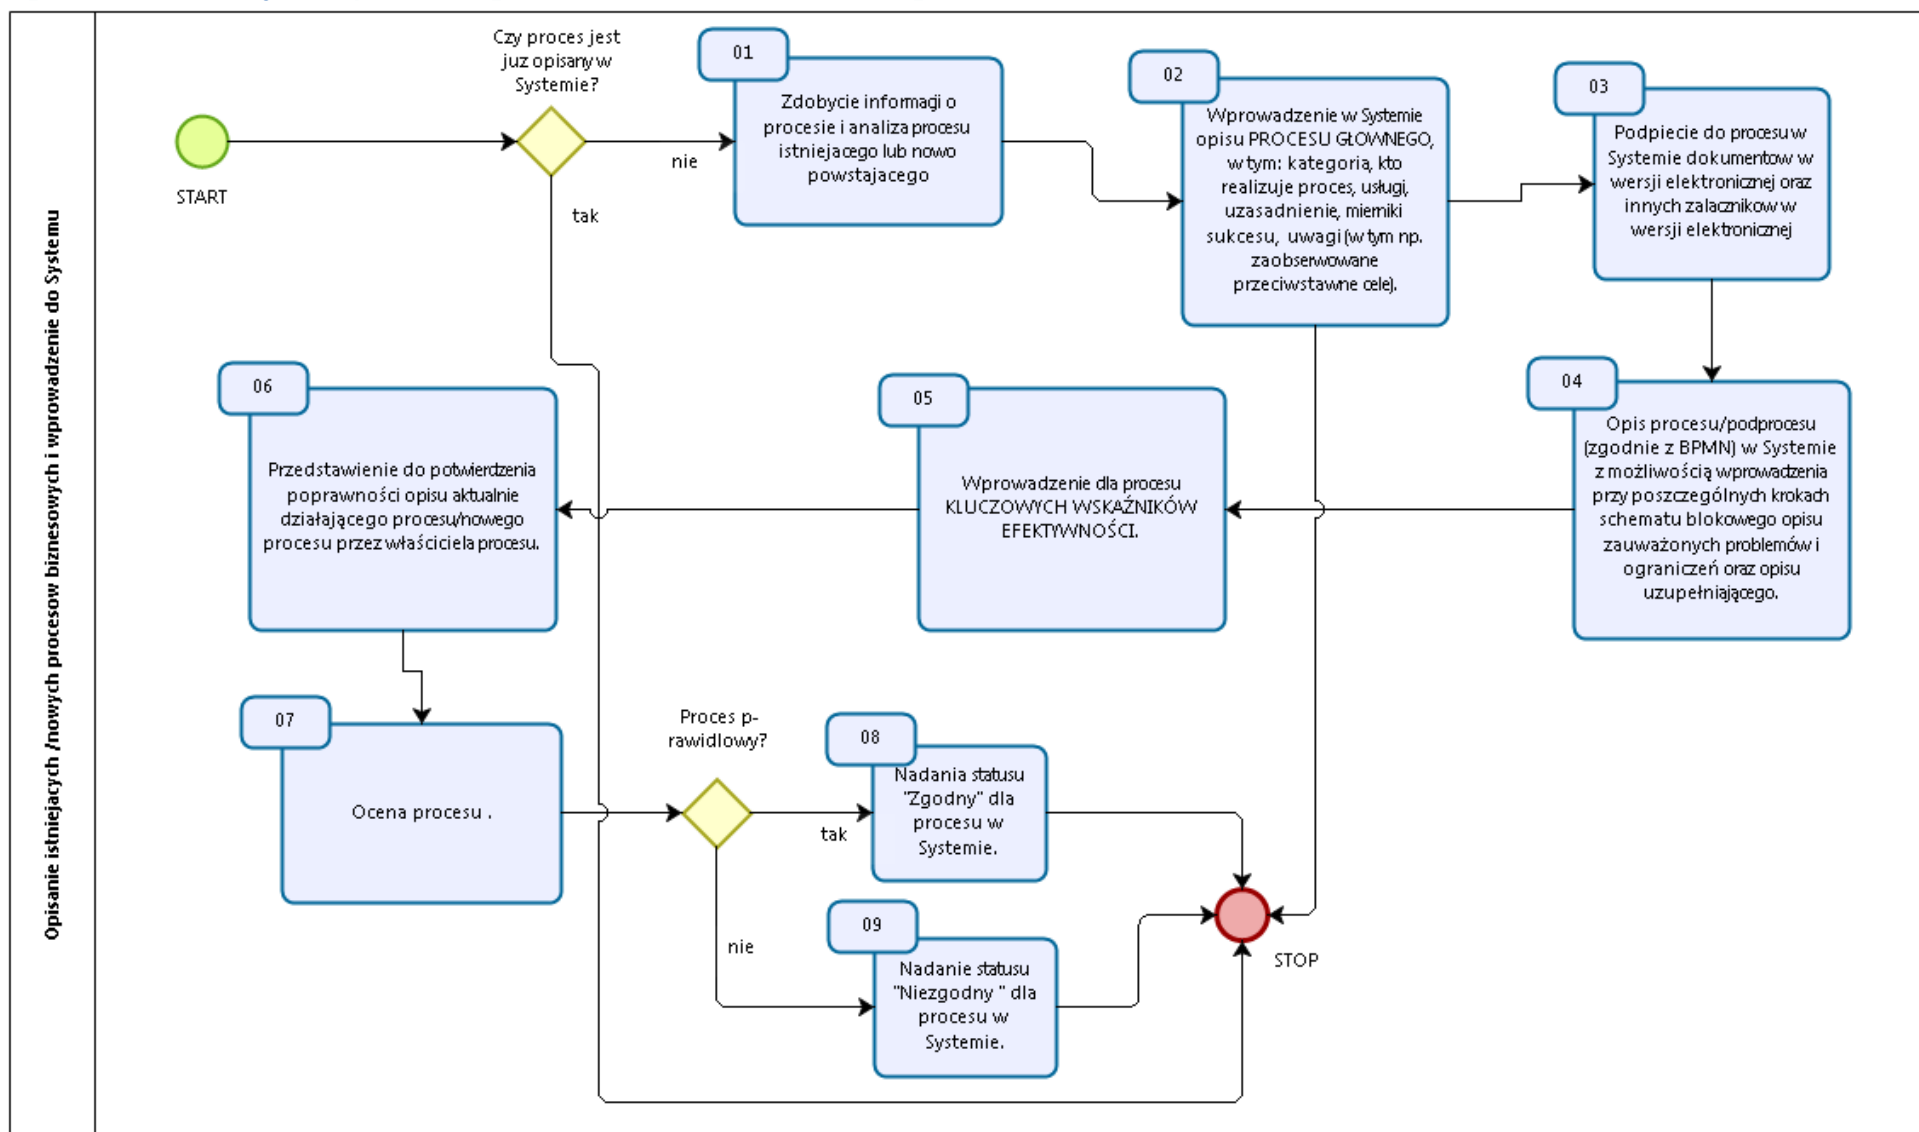 Opisanie istniejacych /nowych procesow biznesowych i wprowadzenie do Systemu
START
Czy proces jest
juz opisany w
Systemie?
nie
tak
01
Zdobycie informagi o
procesie i analiza procesu
istniejacego lub nowo
powstajacego
02
Wprowadzenie w Systemie
opisu PROCESU GŁOWNEGO,
w tym: kategoria, kto
realizuje proces, usługi,
uzasadnienie, mierniki
sukcesu, uwagi (w tym np.
zaobserwowane
przeciwstawne cele).
03
Podpiecie do procesu w
Systemie dokumentow w
wersji elektronicznej oraz
innych zalacznikow w
wersji elektronicznej
04
Opis procesu/podprocesu
(zgodnie z BPMN) w Systemie
z możliwością wprowadzenia
przy poszczególnych krokach
schematu blokowego opisu
zauważonych problemów i
ograniczeń oraz opisu
uzupełniającego.
05
Wprowadzenie dla procesu
KLUCZOWYCH WSKAŹNIKÓW
EFEKTYWNOŚCI.
06
Przedstawienie do potwierdzenia
poprawności opisu aktualnie
działającego procesu/nowego
procesu przez właściciela procesu.
07
Ocena procesu .
Proces p-
rawidlowy?
tak
nie
08
Nadania statusu
"Zgodny" dla
procesu w
Systemie.
09
Nadanie statusu
"Niezgodny " dla
procesu w
Systemie.
STOP